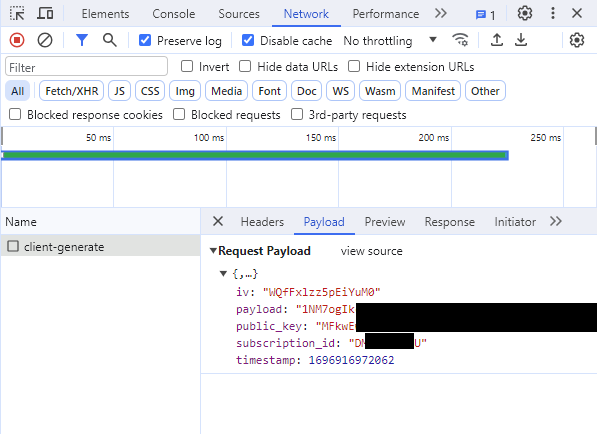 Elements Console Sources Network Performance 1
Preserve log Disable cache No throttling
Filter Invert Hide data URLs Hide extension URLs
All Fetch/XHR JS CSS Img Media Font Doc WS Wasm Manifest Other
Blocked response cookies Blocked requests 3rd-party requests
50 ms 100 ms 150 ms 200 ms 250 ms
Name Headers Payload Preview Response Initiator
client-generate
Request Payload view source
{,…}
iv: "WQfFxlzz5pEiYuM0"
payload: "1NM7ogIk
public_key: "MFkwE
subscription_id: "DM U"
timestamp: 1696916972062